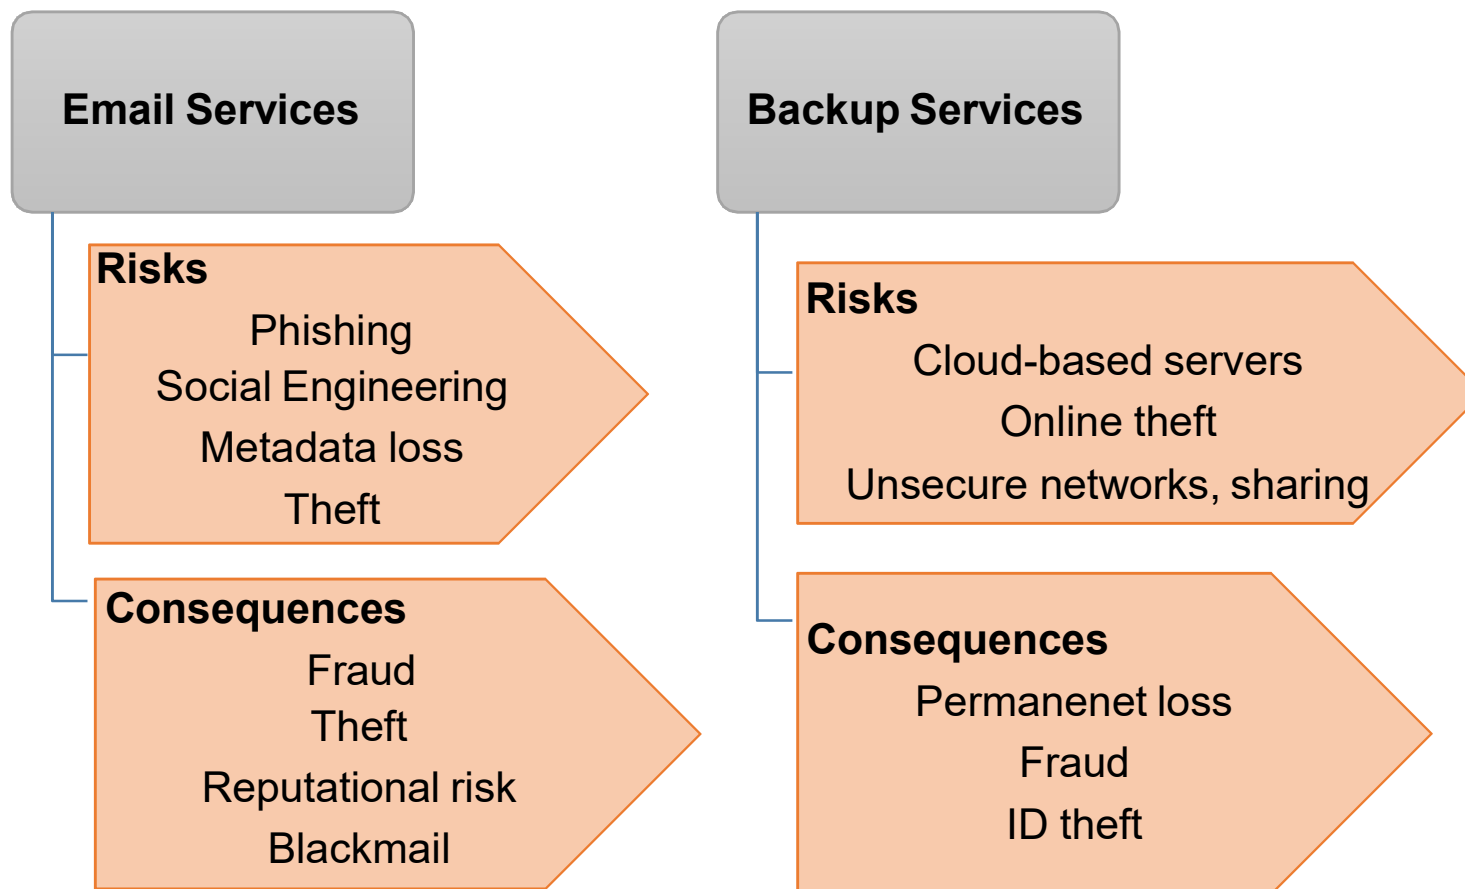 Email Services
Risks
Phishing
Social Engineering
Metadata loss
Theft
Consequences
Fraud
Theft
Reputational risk
Blackmail
Backup Services
Risks
Cloud-based servers
Online theft
Unsecure networks, sharing
Consequences
Permanenet loss
Fraud
ID theft